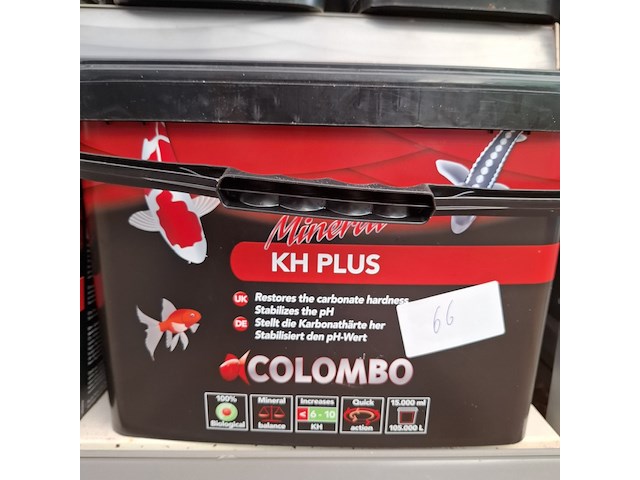 Mineral
KH PLUS
UK Restores the carbonate hardness
Stabilizes the pH
DE Stellt die Karbonathärte her
Stabilisiert den pH-Wert
66
COLOMBO
100%
Biological
Mineral
balance
Increases
< 6 - 10
KH
Quick
action
15.000 ml
105.000 L